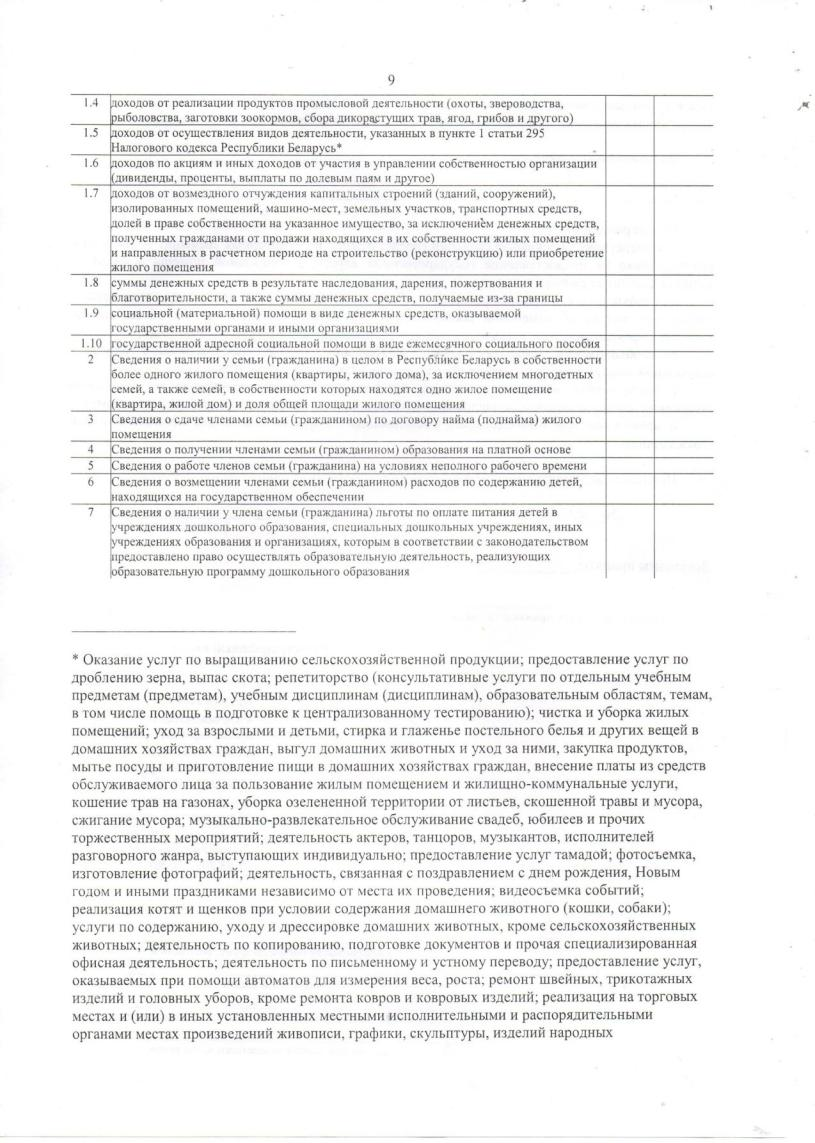 9
1.4 доходов от реализации продуктов промысловой деятельности (охоты, звероводства,
рыболовства, заготовки зоокормов, сбора дикорастущих трав, ягод, грибов и другого)
1.5 доходов от осуществления видов деятельности, указанных в пункте 1 статьи 295
Налогового кодекса Республики Беларусь*
1.6 доходов по акциям и иных доходов от участия в управлении собственностью организации
(дивиденды, проценты, выплаты по долевым паям и другое)
1.7 доходов от возмездного отчуждения капитальных строений (зданий, сооружений),
изолированных помещений, машино-мест, земельных участков, транспортных средств,
долей в праве собственности на указанное имущество, за исключением денежных средств,
полученных гражданами от продажи находящихся в их собственности жилых помещений
и направленных в расчетном периоде на строительство (реконструкцию) или приобретение
жилого помещения
1.8 суммы денежных средств в результате наследования, дарения, пожертвования и
благотворительности, а также суммы денежных средств, получаемые из-за границы
1.9 социальной (материальной) помощи в виде денежных средств, оказываемой
государственными органами и иными организациями
1.10 государственной адресной социальной помощи в виде ежемесячного социального пособия
2 Сведения о наличии у семьи (гражданина) в целом в Республике Беларусь в собственности
более одного жилого помещения (квартиры, жилого дома), за исключением многодетных
семей, а также семей, в собственности которых находятся одно жилое помещение
(квартира, жилой дом) и доля общей площади жилого помещения
3 Сведения о сдаче членами семьи (гражданином) по договору найма (поднайма) жилого
помещения
4 Сведения о получении членами семьи (гражданином) образования на платной основе
5 Сведения о работе членов семьи (гражданина) на условиях неполного рабочего времени
6 Сведения о возмещении членами семьи (гражданином) расходов по содержанию детей,
находящихся на государственном обеспечении
7 Сведения о наличии у члена семьи (гражданина) льготы по оплате питания детей в
учреждениях дошкольного образования, специальных дошкольных учреждениях, иных
учреждениях образования и организациях, которым в соответствии с законодательством
предоставлено право осуществлять образовательную деятельность, реализующих
образовательную программу дошкольного образования
* Оказание услуг по выращиванию сельскохозяйственной продукции; предоставление услуг по
дроблению зерна, выпас скота; репетиторство (консультативные услуги по отдельным учебным
предметам (предметам), учебным дисциплинам (дисциплинам), образовательным областям, темам,
в том числе помощь в подготовке к централизованному тестированию); чистка и уборка жилых
помещений; уход за взрослыми и детьми, стирка и глаженье постельного белья и других вещей в
домашних хозяйствах граждан, выгул домашних животных и уход за ними, закупка продуктов,
мытье посуды и приготовление пищи в домашних хозяйствах граждан, внесение платы из средств
обслуживаемого лица за пользование жилым помещением и жилищно-коммунальные услуги,
кошение трав на газонах, уборка озелененной территории от листьев, скошенной травы и мусора,
сжигание мусора; музыкально-развлекательное обслуживание свадеб, юбилеев и прочих
торжественных мероприятий; деятельность актеров, танцоров, музыкантов, исполнителей
разговорного жанра, выступающих индивидуально; предоставление услуг тамадой; фотосъемка,
изготовление фотографий; деятельность, связанная с поздравлением с днем рождения, Новым
годом и иными праздниками независимо от места их проведения; видеосъемка событий;
реализация котят и щенков при условии содержания домашнего животного (кошки, собаки);
услуги по содержанию, уходу и дрессировке домашних животных, кроме сельскохозяйственных
животных; деятельность по копированию, подготовке документов и прочая специализированная
офисная деятельность; деятельность по письменному и устному переводу; предоставление услуг,
оказываемых при помощи автоматов для измерения веса, роста; ремонт швейных, трикотажных
изделий и головных уборов, кроме ремонта ковров и ковровых изделий; реализация на торговых
местах и (или) в иных установленных местными исполнительными и распорядительными
органами местах произведений живописи, графики, скульптуры, изделий народных